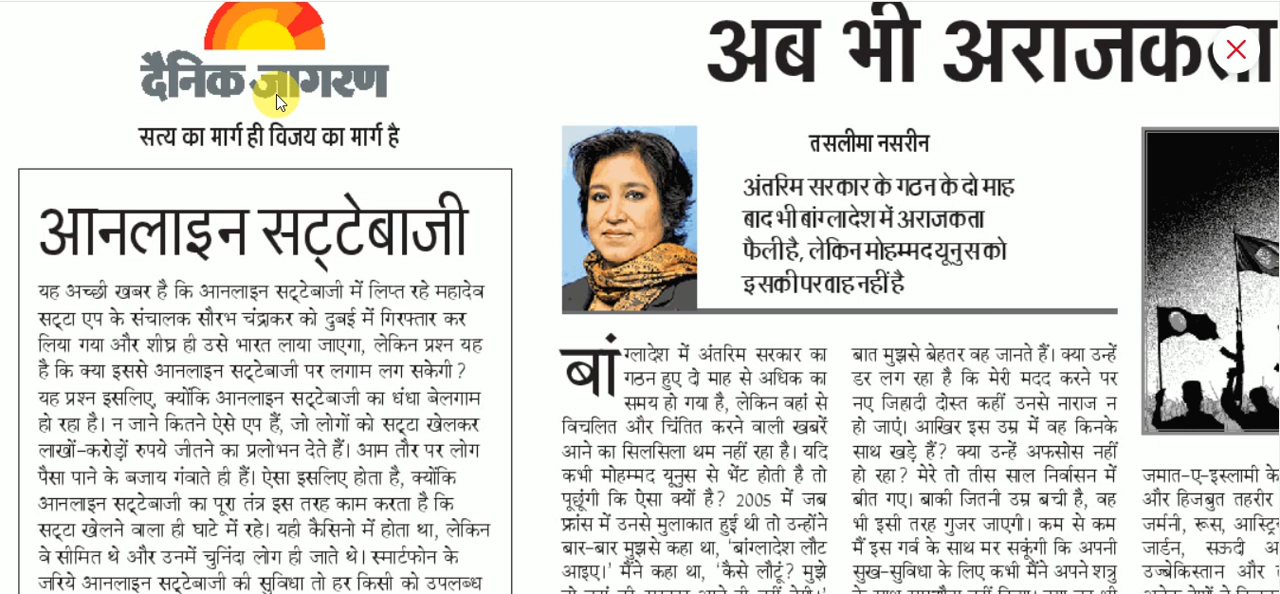 दैनिक जागरण
सत्य का मार्ग ही विजय का मार्ग है
आनलाइन सट्टेबाजी
यह अच्छी खबर है कि आनलाइन सट्टेबाजी में लिप्त रहे महादेव
सट्टा एप के संचालक सौरभ चंद्राकर को दुबई में गिरफ्तार कर
लिया गया और शीघ्र ही उसे भारत लाया जाएगा, लेकिन प्रश्न यह
है कि क्या इससे आनलाइन सट्टेबाजी पर लगाम लग सकेगी?
यह प्रश्न इसलिए, क्योंकि आनलाइन सट्टेबाजी का धंधा बेलगाम
हो रहा है। न जाने कितने ऐसे एप हैं, जो लोगों को सट्टा खेलकर
लाखों-करोड़ों रुपये जीतने का प्रलोभन देते हैं। आम तौर पर लोग
पैसा पाने के बजाय गंवाते ही हैं। ऐसा इसलिए होता है, क्योंकि
आनलाइन सट्टेबाजी का पूरा तंत्र इस तरह काम करता है कि
सट्टा खेलने वाला ही घाटे में रहे। यही कैसिनो में होता था, लेकिन
वे सीमित थे और उनमें चुनिंदा लोग ही जाते थे। स्मार्टफोन के
जरिये आनलाइन सट्टेबाजी की सुविधा तो हर किसी को उपलब्ध
अब भी अराजकता
तसलीमा नसरीन
अंतरिम सरकार के गठन के दो माह
बाद भी बांग्लादेश में अराजकता
फैली है, लेकिन मोहम्मद यूनुस को
इसकी परवाह नहीं है
बांग्लादेश में अंतरिम सरकार का
गठन हुए दो माह से अधिक का
समय हो गया है, लेकिन वहां से
विचलित और चिंतित करने वाली खबरें
आने का सिलसिला थम नहीं रहा है। यदि
कभी मोहम्मद यूनुस से भेंट होती है तो
पूछूंगी कि ऐसा क्यों है? 2005 में जब
फ्रांस में उनसे मुलाकात हुई थी तो उन्होंने
बार-बार मुझसे कहा था, 'बांग्लादेश लौट
आइए।' मैंने कहा था, 'कैसे लौटूं? मुझे
बात मुझसे बेहतर वह जानते हैं। क्या उन्हें
डर लग रहा है कि मेरी मदद करने पर
नए जिहादी दोस्त कहीं उनसे नाराज न
हो जाएं। आखिर इस उम्र में वह किनके
साथ खड़े हैं? क्या उन्हें अफसोस नहीं
हो रहा? मेरे तो तीस साल निर्वासन में
बीत गए। बाकी जितनी उम्र बची है, वह
भी इसी तरह गुजर जाएगी। कम से कम
मैं इस गर्व के साथ मर सकूंगी कि अपनी
सुख-सुविधा के लिए कभी मैंने अपने शत्रु
जमात-ए-इस्लामी के
और हिजबुत तहरीर
जर्मनी, रूस, आस्ट्रि
जार्डन, सऊदी अ
उज्बेकिस्तान और